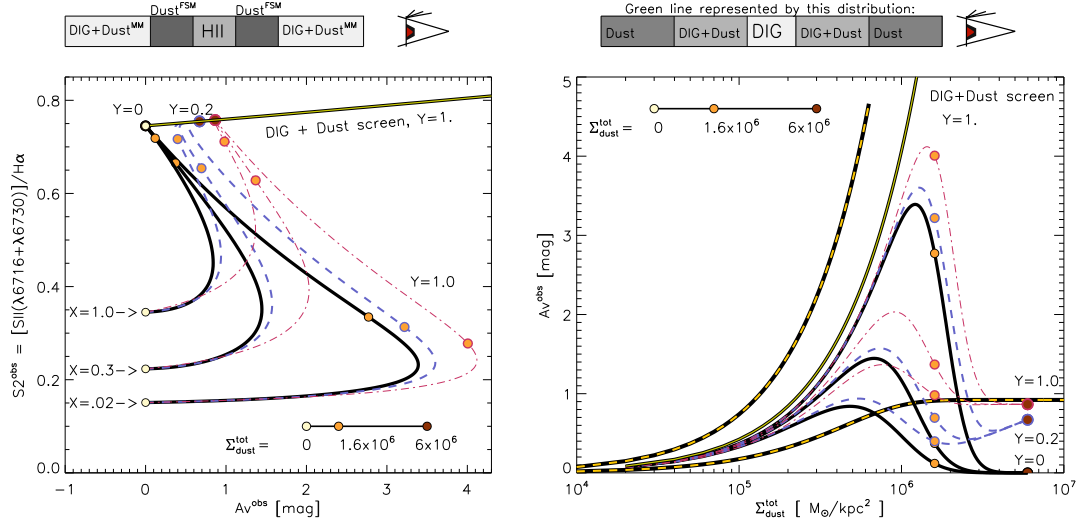 Dust^FSM Dust^FSM
DIG+Dust^MM HII DIG+Dust^MM
Green line represented by this distribution:
Dust DIG+Dust DIG DIG+Dust Dust
S2^obs = [SII(λ6716+λ6730)]/Hα
0.8
0.6
0.4
0.2
0.0
Y=0 Y=0.2
DIG + Dust screen, Y=1.
Y=1.0
X=1.0->
X=0.3->
X=.02->
Σ^tot_dust=
0 1.6x10^6 6x10^6
-1 0 1 2 3 4
Av^obs [mag]
Av^obs [mag]
5
4
3
2
1
0
Σ^tot_dust=
0 1.6x10^6 6x10^6
DIG+Dust screen
Y=1.
Y=1.0
Y=0.2
Y=0
10^4 10^5 10^6 10^7
Σ^tot_dust [ M⊙/kpc^2]